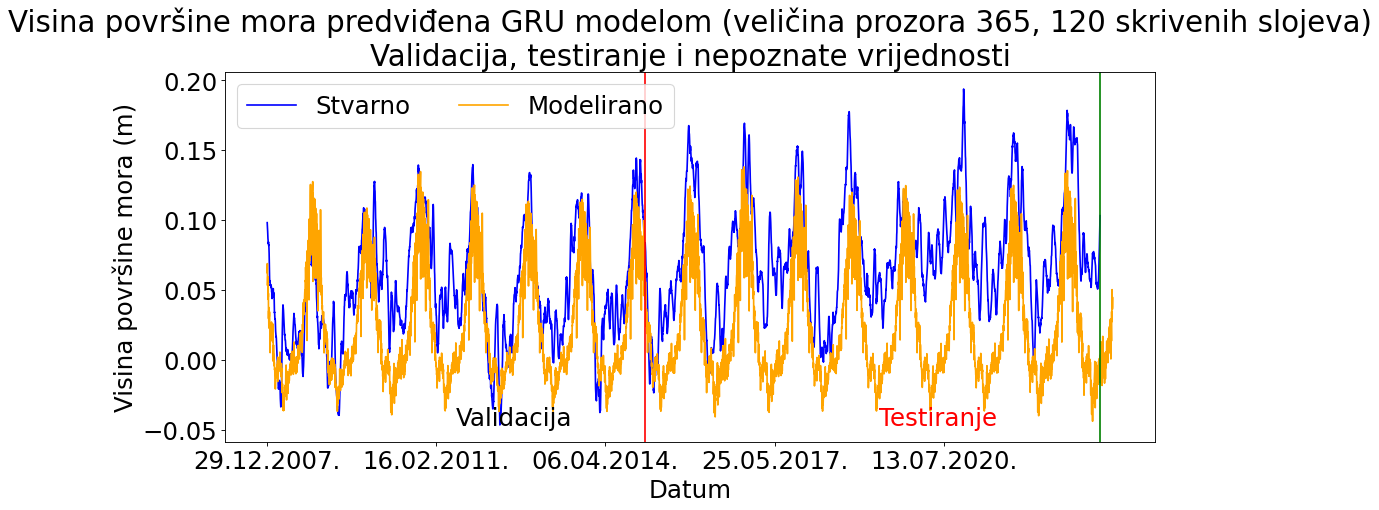 Visina površine mora predviđena GRU modelom (veličina prozora 365, 120 skrivenih slojeva)
Validacija, testiranje i nepoznate vrijednosti
Stvarno
Modelirano
Visina površine mora (m)
0.20
0.15
0.10
0.05
0.00
−0.05
Validacija
Testiranje
29.12.2007.
16.02.2011.
06.04.2014.
25.05.2017.
13.07.2020.
Datum